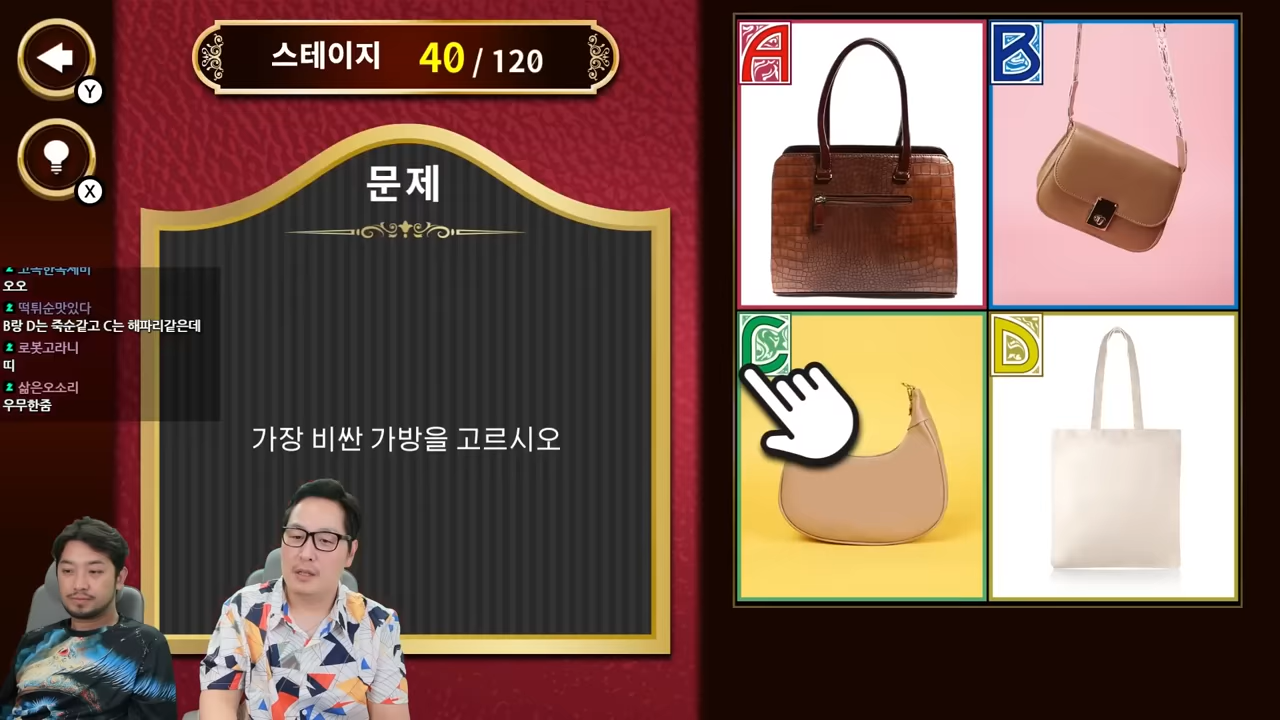 스테이지 40 / 120
Y
X
문제
가장 비싼 가방을 고르시오
A
B
C
D
오오
떡튀순맛있다
B랑 D는 죽순같고 C는 해파리같은데
로봇고라니
띠
삶은오소리
우무한줌